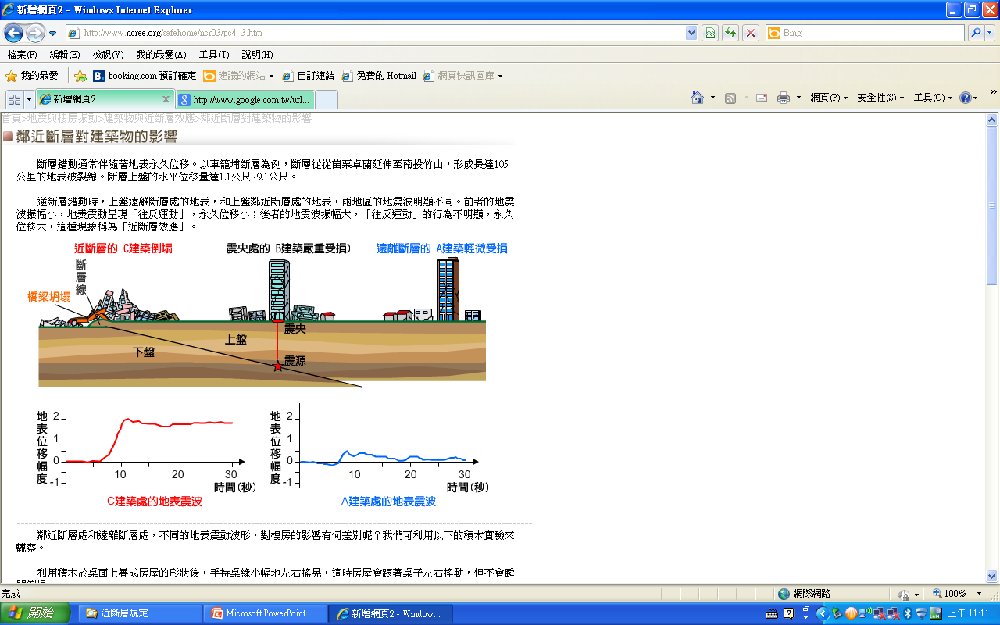 新增網頁2 - Windows Internet Explorer
http://www.ncree.org/safehome/ncr03/pc4_3.htm
Bing
檔案(F) 編輯(E) 檢視(V) 我的最愛(A) 工具(T) 說明(H)
我的最愛 booking.com 預訂確定 建議的網站 自訂連結 免費的 Hotmail 網頁快訊圖庫
新增網頁2 http://www.google.com.tw/url... 網頁(P) 安全性(S) 工具(O)
首頁>地震與樓房振動>建築物與近斷層效應>鄰近斷層對建築物的影響
鄰近斷層對建築物的影響
斷層錯動通常伴隨著地表永久位移。以車籠埔斷層為例，斷層從從苗栗卓蘭延伸至南投竹山，形成長達105
公里的地表破裂線。斷層上盤的水平位移量達1.1公尺~9.1公尺。
逆斷層錯動時，上盤遠離斷層處的地表，和上盤鄰近斷層處的地表，兩地區的地震波明顯不同。前者的地震
波振幅小，地表震動呈現「往反運動」，永久位移小；後者的地震波振幅大，「往反運動」的行為不明顯，永久
位移大，這種現象稱為「近斷層效應」。
近斷層的 C建築倒塌
震央處的 B建築嚴重受損)
遠離斷層的 A建築輕微受損
斷層線
橋梁坍塌
震央
上盤
下盤
震源
地表位移幅度
2
1
0
-1
10 20 30
時間(秒)
C建築處的地表震波
地表位移幅度
2
1
0
-1
10 20 30
時間(秒)
A建築處的地表震波
鄰近斷層處和遠離斷層處，不同的地表震動波形，對樓房的影響有何差別呢？我們可利用以下的積木實驗來
觀察。
利用積木於桌面上疊成房屋的形狀後，手持桌緣小幅地左右搖晃，這時房屋會跟著桌子左右搖動，但不會瞬
完成 網際網路 100%
開始 近斷層規定 Microsoft PowerPoint ... 新增網頁2 - Window... 上午 11:11